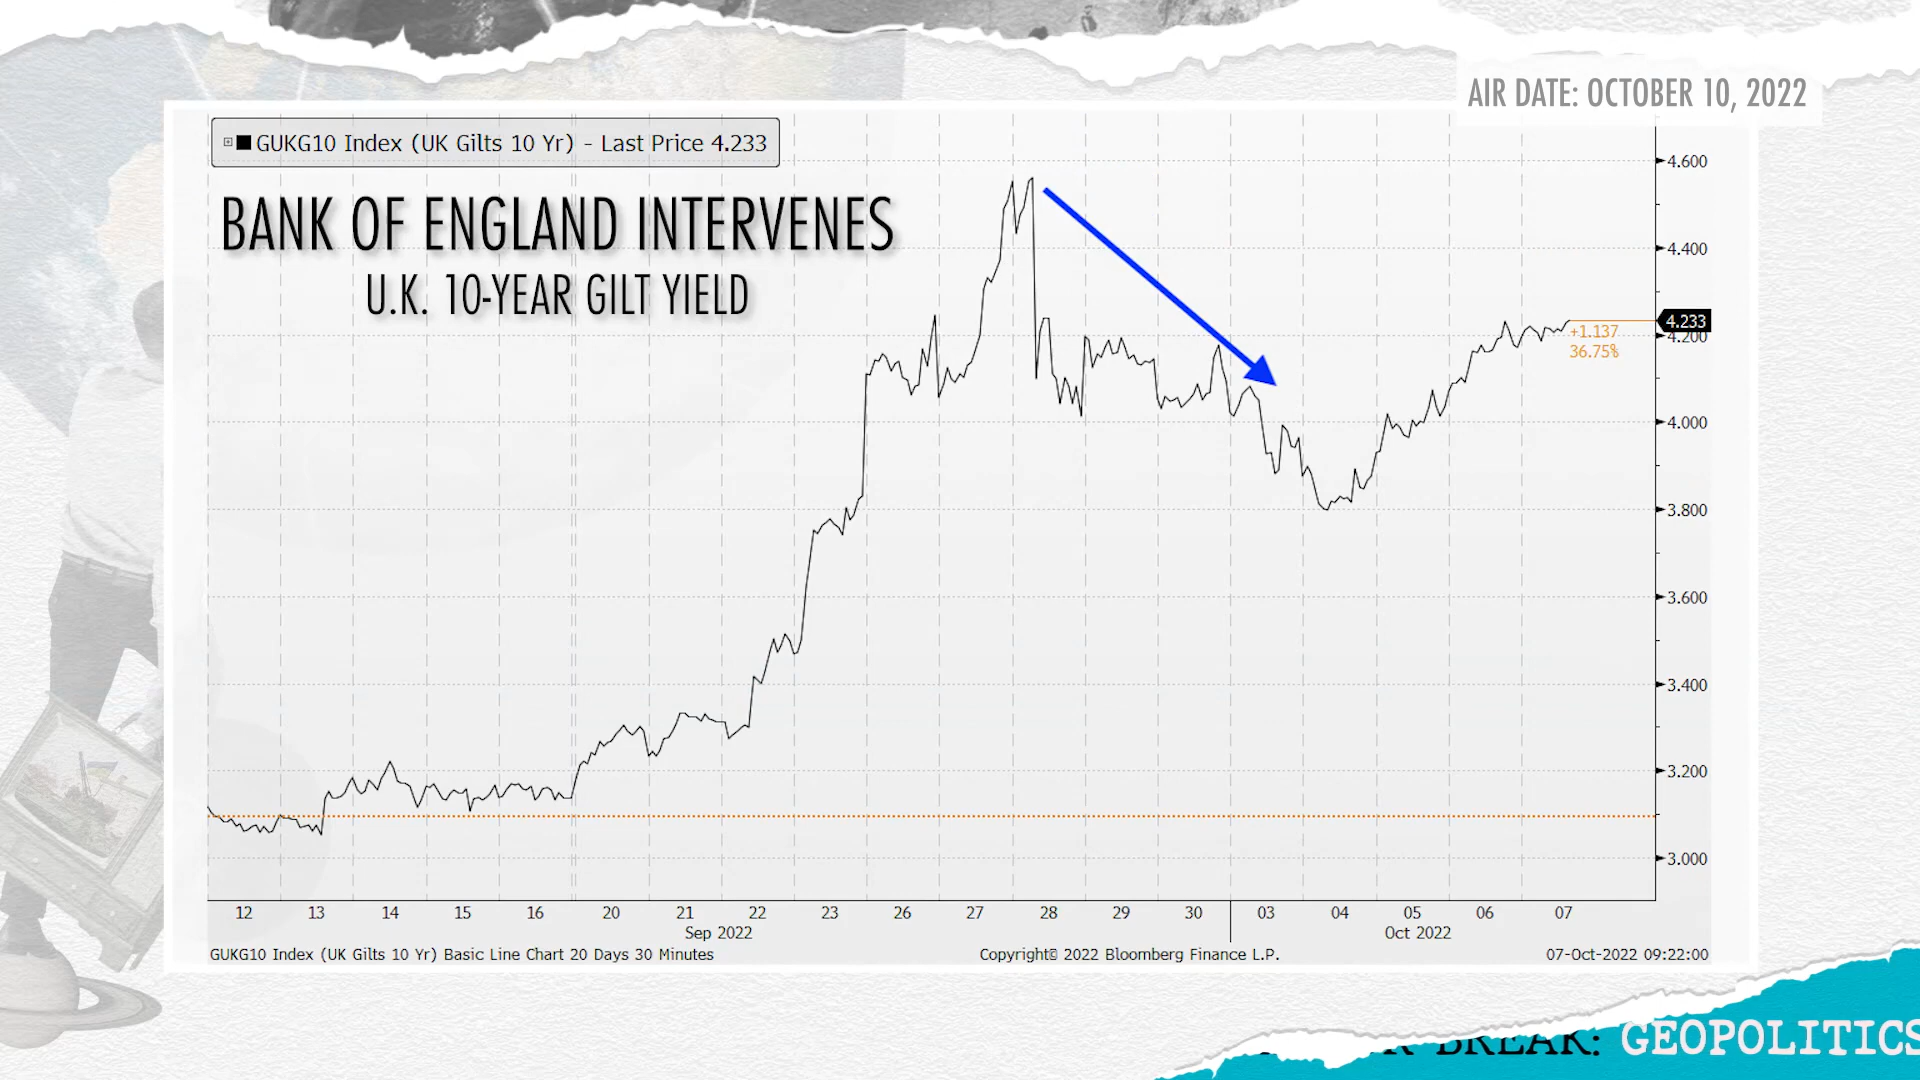 AIR DATE: OCTOBER 10, 2022
GUKG10 Index (UK Gilts 10 Yr) - Last Price 4.233
BANK OF ENGLAND INTERVENES
U.K. 10-YEAR GILT YIELD
4.600
4.400
4.233
4.200
+1.137
36.75%
4.000
3.800
3.600
3.400
3.200
3.000
12 13 14 15 16 20 21 22 23 26 27 28 29 30 03 04 05 06 07
Sep 2022 Oct 2022
GUKG10 Index (UK Gilts 10 Yr) Basic Line Chart 20 Days 30 Minutes Copyright© 2022 Bloomberg Finance L.P. 07-Oct-2022 09:22:00
BREAK: GEOPOLITICS